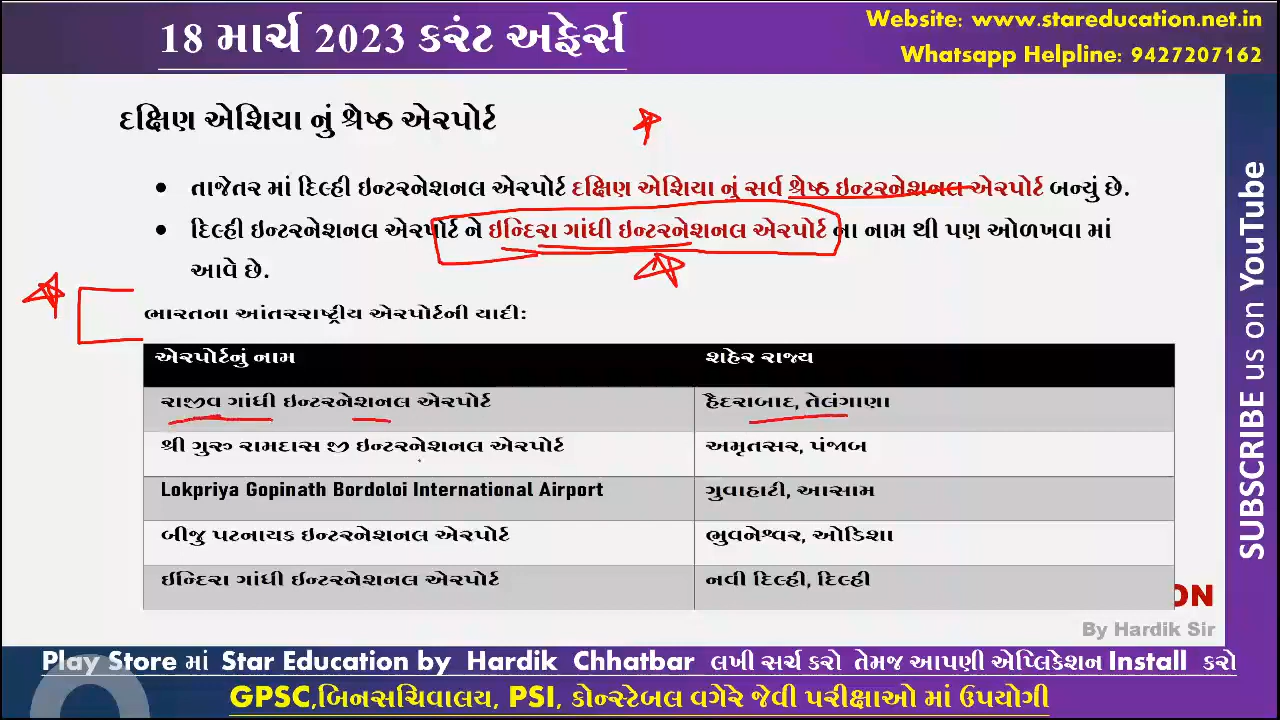 18 માર્ચ 2023 કરંટ અફેર્સ
Website: www.stareducation.net.in
Whatsapp Helpline: 9427207162
દક્ષિણ એશિયા નું શ્રેષ્ઠ એરપોર્ટ
• તાજેતર માં દિલ્હી ઇન્ટરનેશનલ એરપોર્ટ દક્ષિણ એશિયા નું સર્વ શ્રેષ્ઠ ઇન્ટરનેશનલ એરપોર્ટ બન્યું છે.
• દિલ્હી ઇન્ટરનેશનલ એરપોર્ટ ને ઇન્દિરા ગાંધી ઇન્ટરનેશનલ એરપોર્ટ ના નામ થી પણ ઓળખવા માં
આવે છે.
ભારતના આંતરરાષ્ટ્રીય એરપોર્ટની યાદી:
એરપોર્ટનું નામ શહેર રાજ્ય
રાજીવ ગાંધી ઇન્ટરનેશનલ એરપોર્ટ હૈદરાબાદ, તેલંગાણા
શ્રી ગુરુ રામદાસ જી ઇન્ટરનેશનલ એરપોર્ટ અમૃતસર, પંજાબ
Lokpriya Gopinath Bordoloi International Airport ગુવાહાટી, આસામ
બીજુ પટનાયક ઇન્ટરનેશનલ એરપોર્ટ ભુવનેશ્વર, ઓડિશા
ઇન્દિરા ગાંધી ઇન્ટરનેશનલ એરપોર્ટ નવી દિલ્હી, દિલ્હી
By Hardik Sir
SUBSCRIBE us on YouTube
Play Store માં Star Education by Hardik Chhatbar લખી સર્ચ કરો તેમજ આપણી એપ્લિકેશન Install કરો
GPSC,બિનસચિવાલય, PSI, કોન્સ્ટેબલ વગેરે જેવી પરીક્ષાઓ માં ઉપયોગી